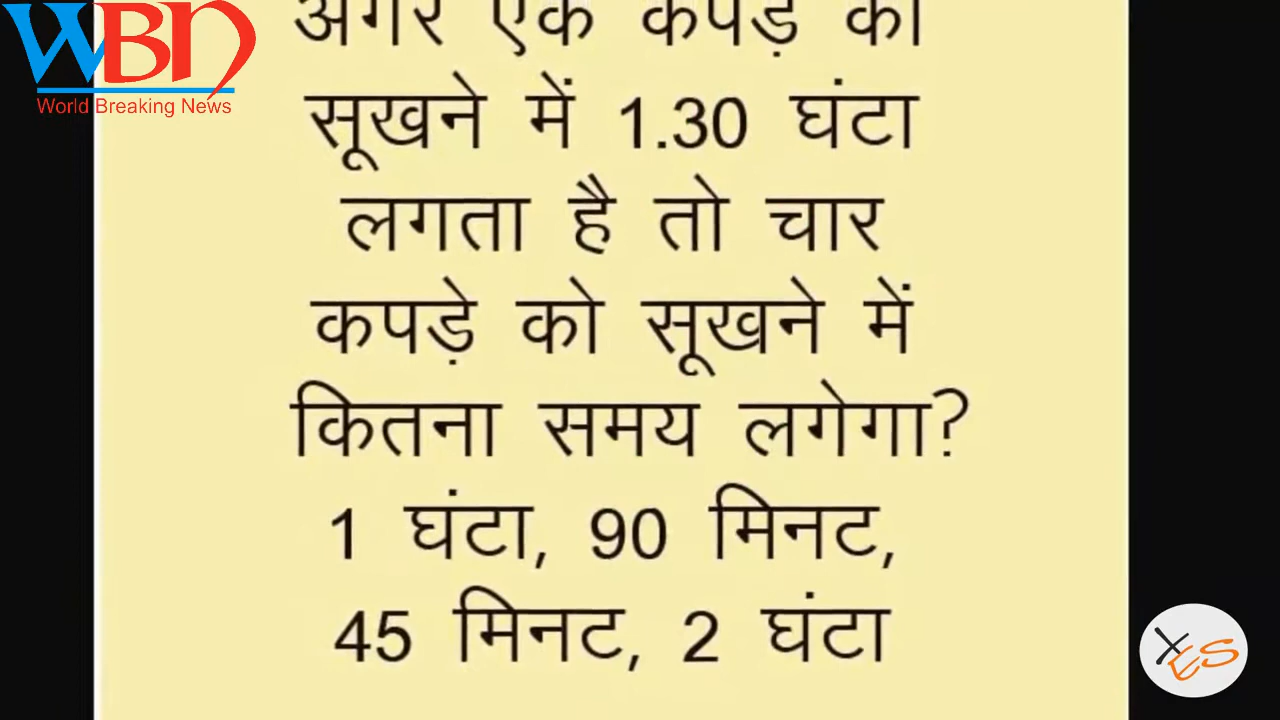 WBN
World Breaking News
अगर एक कपड़े को
सूखने में 1.30 घंटा
लगता है तो चार
कपड़े को सूखने में
कितना समय लगेगा?
1 घंटा, 90 मिनट,
45 मिनट, 2 घंटा
YES